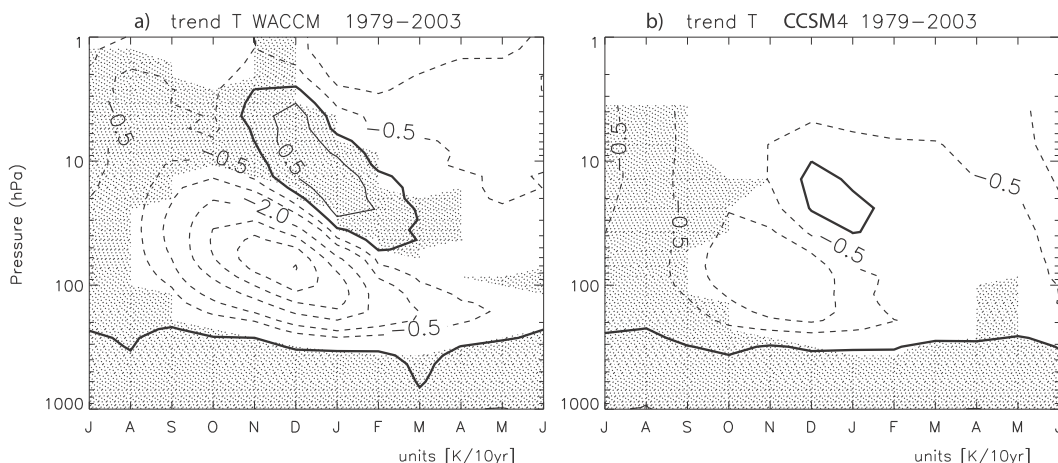 a) trend T WACCM 1979–2003
b) trend T CCSM4 1979–2003
Pressure (hPa)
1
10
100
1000
−0.5
−0.5
−0.5
0.5
−2.0
−0.5
J A S O N D J F M A M J
units [K/10yr]
1
10
100
1000
−0.5
−0.5
−0.5
−0.5
J A S O N D J F M A M J
units [K/10yr]